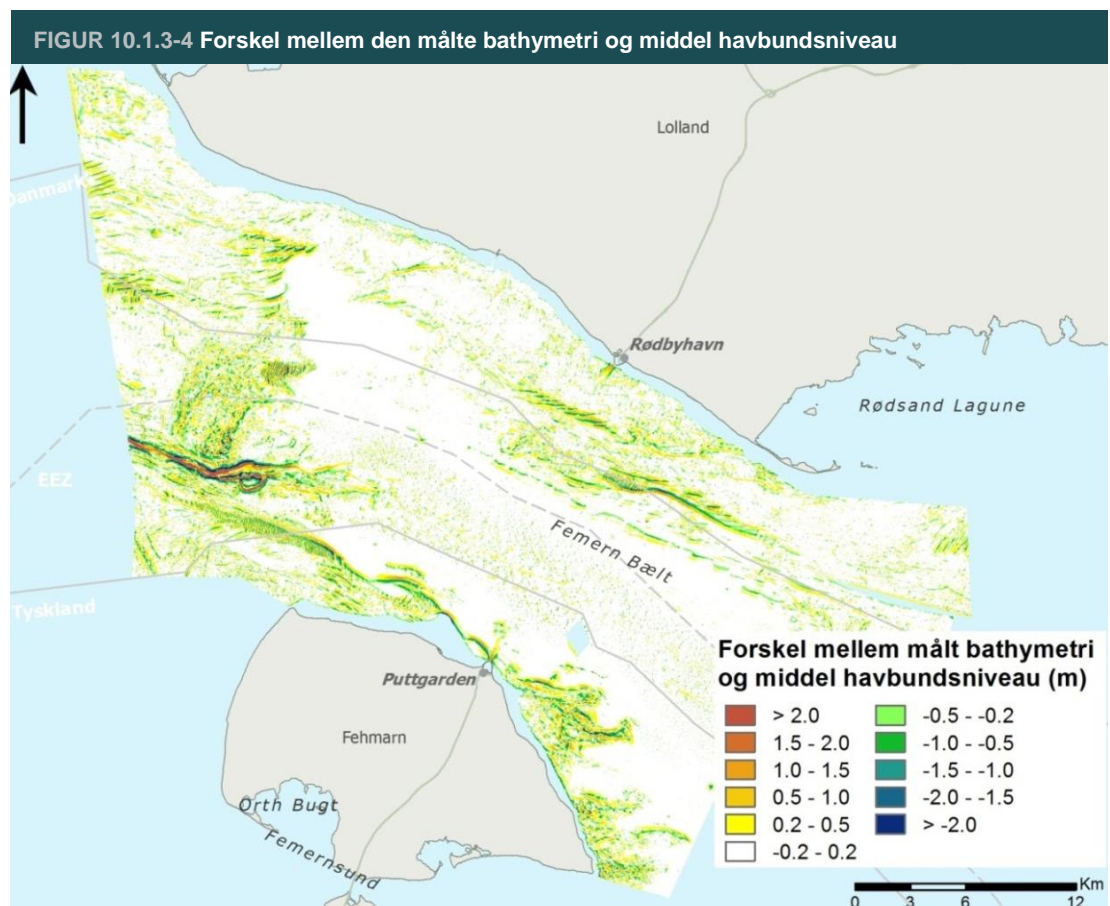 FIGUR 10.1.3-4 Forskel mellem den målte bathymetri og middel havbundsniveau
Lolland
Danmark
Rødbyhavn
Rødsand Lagune
EEZ
Femern Bælt
Tyskland
Puttgarden
Fehmarn
Orth Bugt
Femernsund
Forskel mellem målt bathymetri
og middel havbundsniveau (m)
> 2.0
1.5 - 2.0
1.0 - 1.5
0.5 - 1.0
0.2 - 0.5
-0.2 - 0.2
-0.5 - -0.2
-1.0 - -0.5
-1.5 - -1.0
-2.0 - -1.5
> -2.0
Km
0 3 6 12